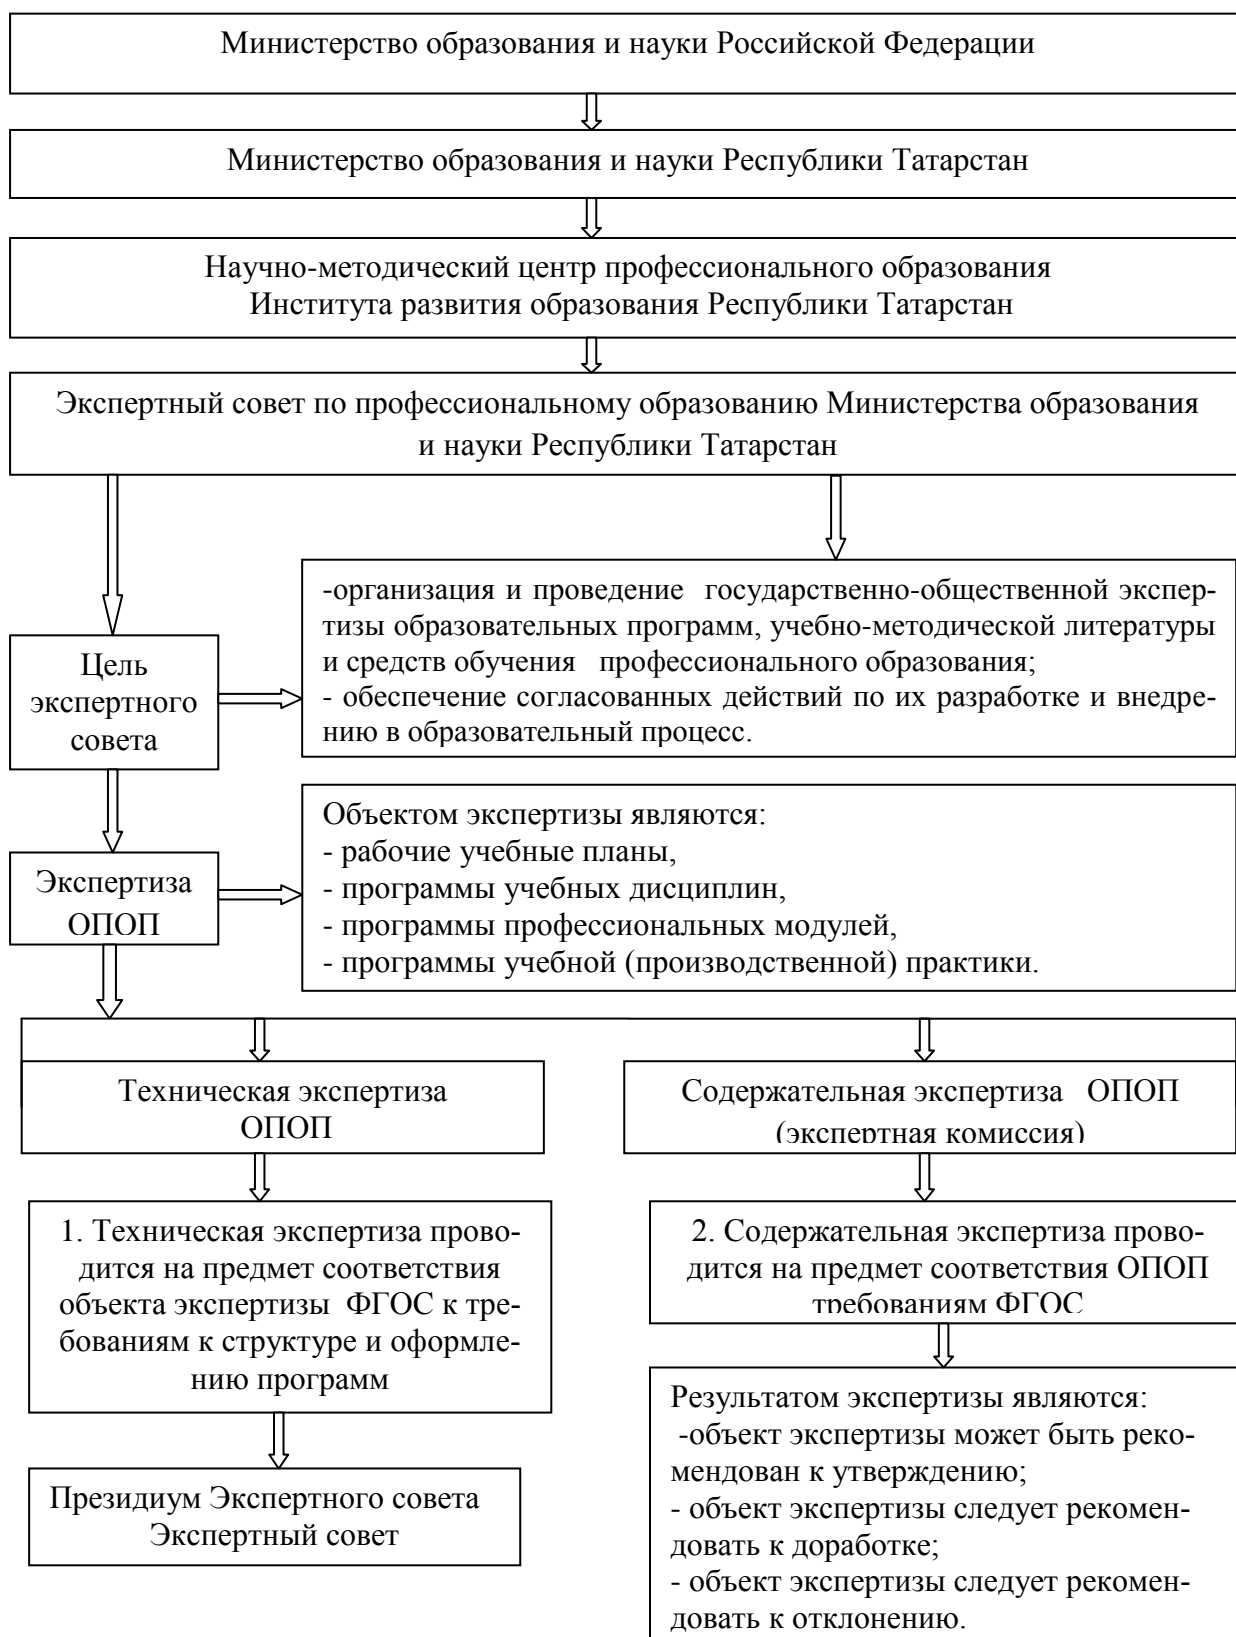 Министерство образования и науки Российской Федерации
Министерство образования и науки Республики Татарстан
Научно-методический центр профессионального образования
Института развития образования Республики Татарстан
Экспертный совет по профессиональному образованию Министерства образования
и науки Республики Татарстан
-организация и проведение государственно-общественной экспер-
тизы образовательных программ, учебно-методической литературы
и средств обучения профессионального образования;
- обеспечение согласованных действий по их разработке и внедре-
нию в образовательный процесс.
Цель
экспертного
совета
Объектом экспертизы являются:
- рабочие учебные планы,
- программы учебных дисциплин,
- программы профессиональных модулей,
- программы учебной (производственной) практики.
Экспертиза
ОПОП
Техническая экспертиза
ОПОП
Содержательная экспертиза ОПОП
(экспертная комиссия)
1. Техническая экспертиза прово-
дится на предмет соответствия
объекта экспертизы ФГОС к тре-
бованиям к структуре и оформле-
нию программ
2. Содержательная экспертиза прово-
дится на предмет соответствия ОПОП
требованиям ФГОС
Президиум Экспертного совета
Экспертный совет
Результатом экспертизы являются:
-объект экспертизы может быть реко-
мендован к утверждению;
- объект экспертизы следует рекомен-
довать к доработке;
- объект экспертизы следует рекомен-
довать к отклонению.